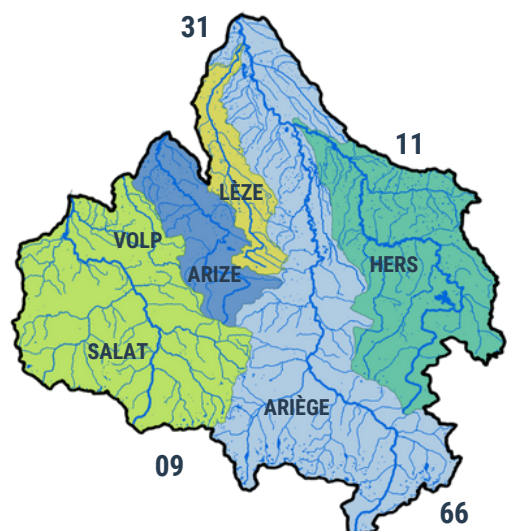 31
11
LÈZE
VOLP
HERS
ARIZE
SALAT
ARIÈGE
09
66